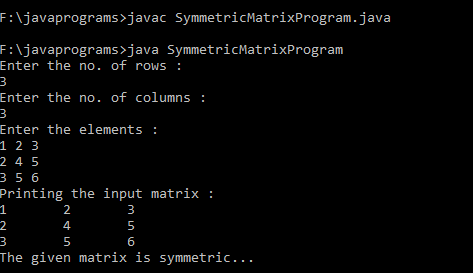 F:\javaprograms>javac SymmetricMatrixProgram.java
F:\javaprograms>java SymmetricMatrixProgram
Enter the no. of rows :
3
Enter the no. of columns :
3
Enter the elements :
1 2 3
2 4 5
3 5 6
Printing the input matrix :
1       2       3
2       4       5
3       5       6
The given matrix is symmetric...